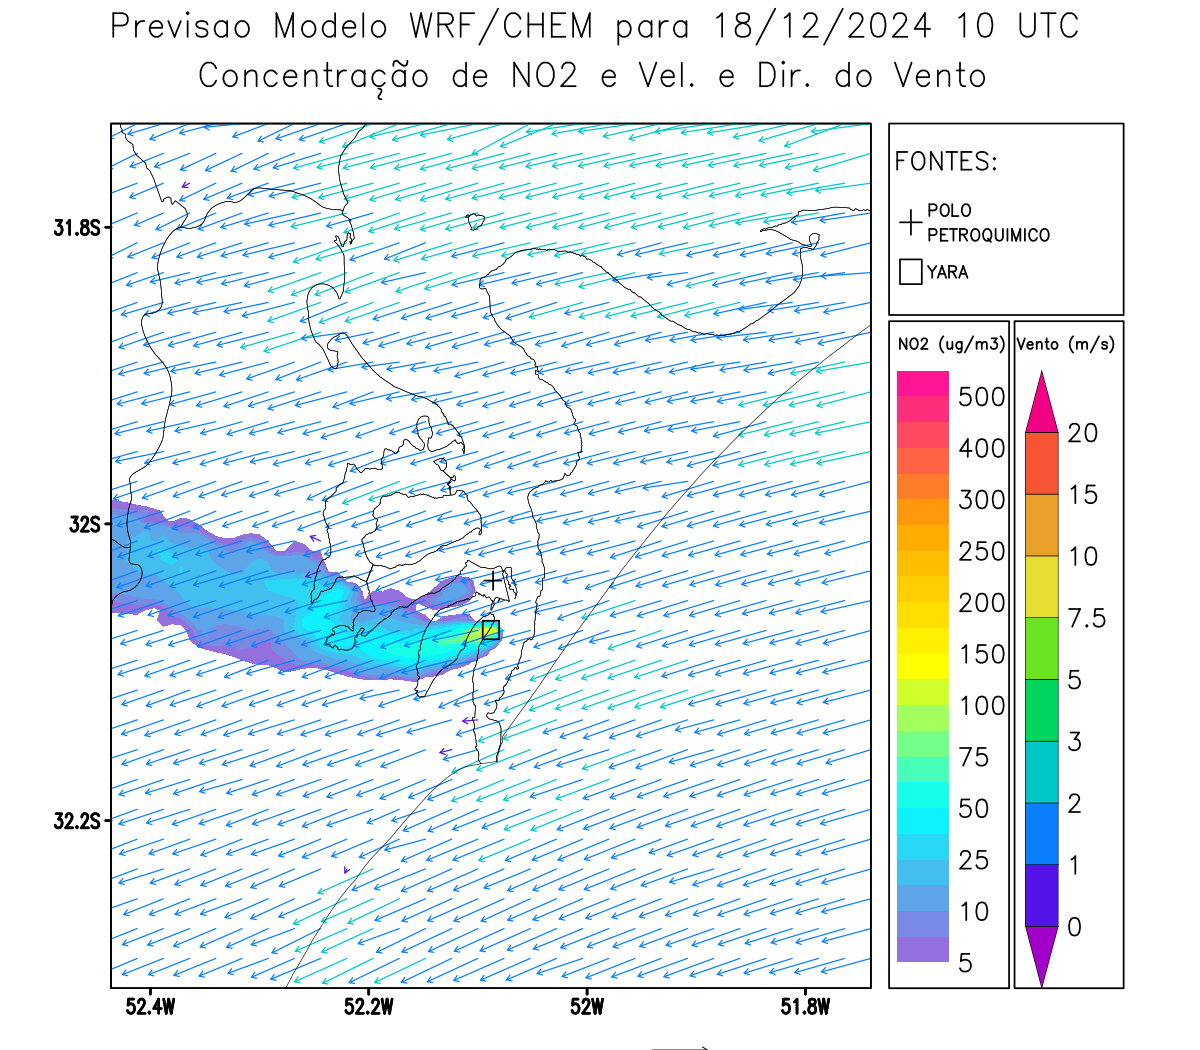 Previsao Modelo WRF/CHEM para 18/12/2024 10 UTC
Concentração de NO2 e Vel. e Dir. do Vento
FONTES:
POLO
PETROQUIMICO
YARA
31.8S
32S
32.2S
52.4W
52.2W
52W
51.8W
NO2 (ug/m3)
500
400
300
250
200
150
100
75
50
25
10
5
Vento (m/s)
20
15
10
7.5
5
3
2
1
0